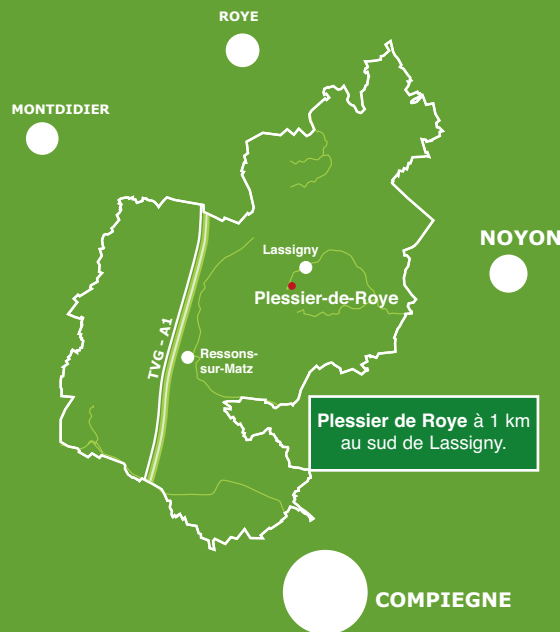 ROYE
MONTDIDIER
NOYON
Lassigny
Plessier-de-Roye
TVG - A1
Ressons-
sur-Matz
Plessier de Roye à 1 km
au sud de Lassigny.
COMPIEGNE